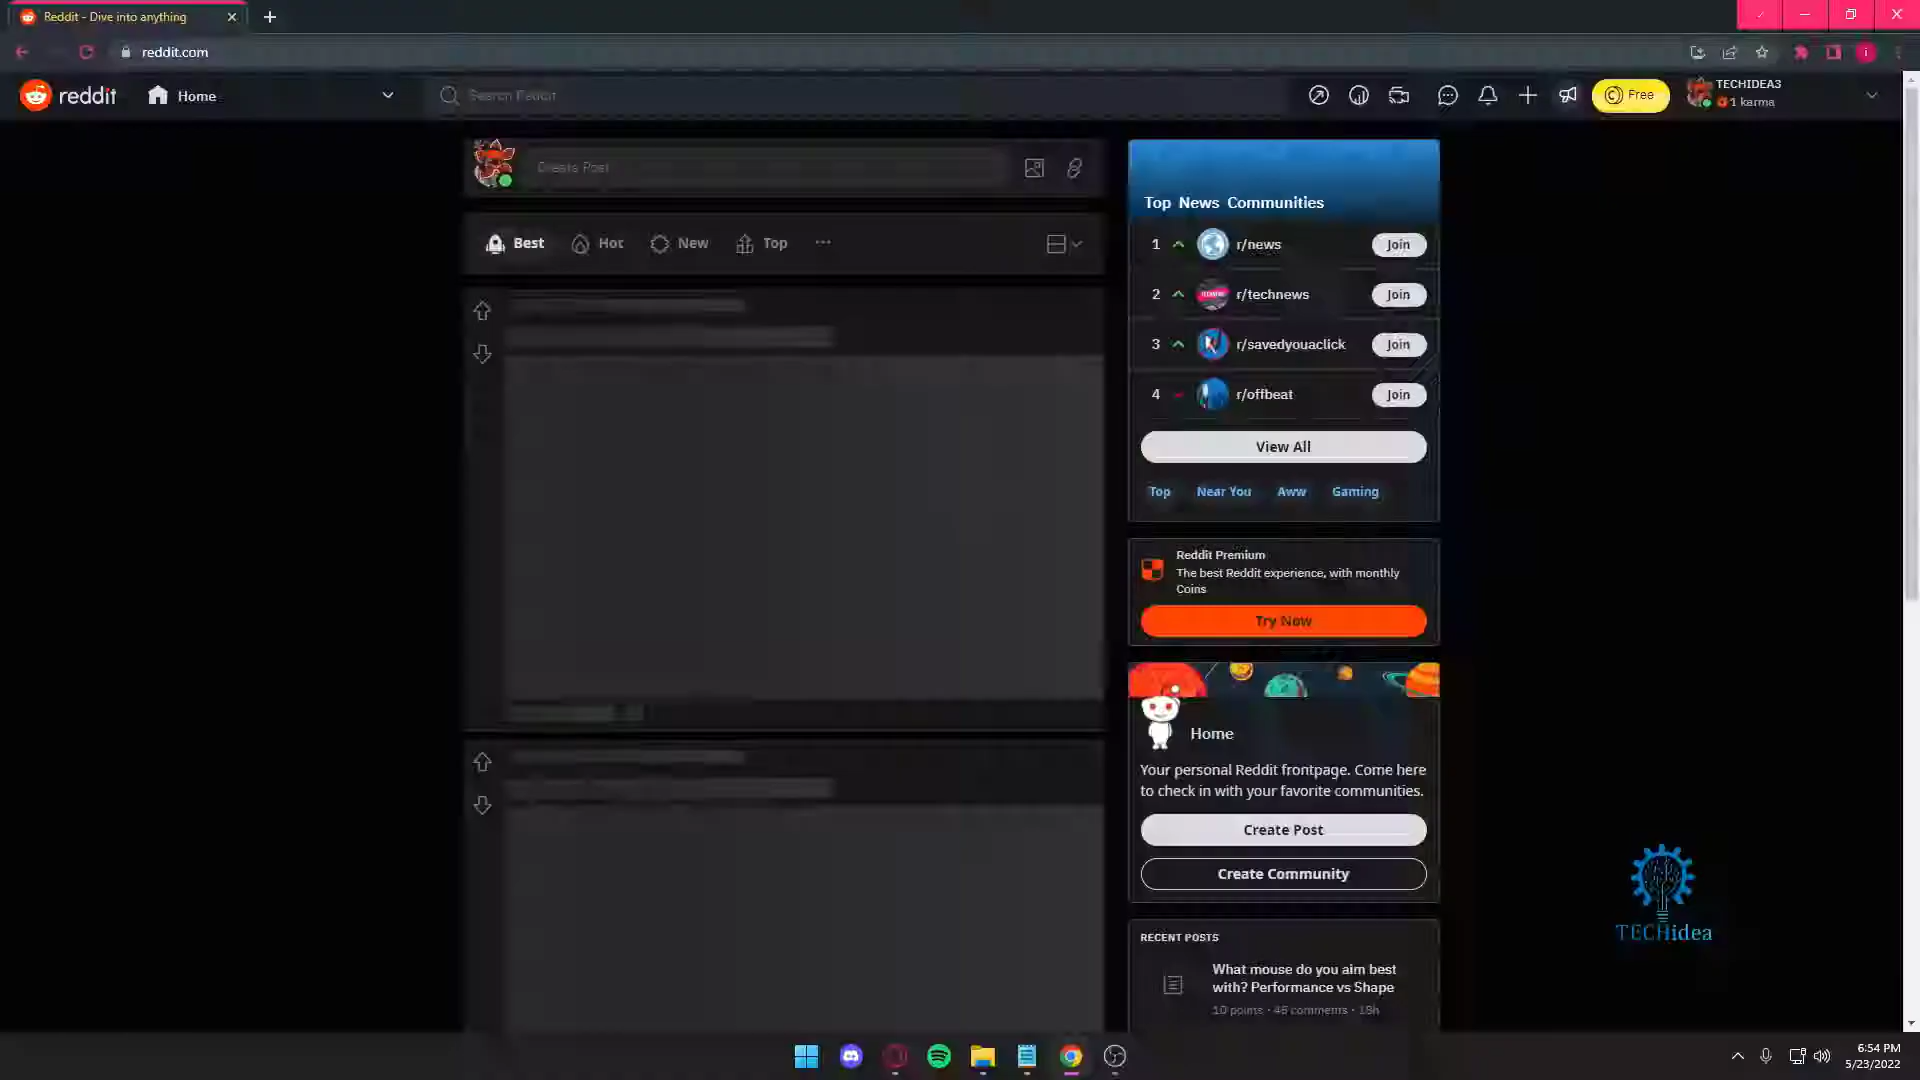 Reddit - Dive into anything
reddit.com
reddit
Home
Search Reddit
Free
TECHIDEA3
1 karma
Create Post
Best
Hot
New
Top
Top News Communities
1
r/news
Join
2
r/technews
Join
3
r/savedyouaclick
Join
4
r/offbeat
Join
View All
Top
Near You
Aww
Gaming
Reddit Premium
The best Reddit experience, with monthly
Coins
Try Now
Home
Your personal Reddit frontpage. Come here
to check in with your favorite communities.
Create Post
Create Community
RECENT POSTS
What mouse do you aim best
with? Performance vs Shape
10 points · 45 comments · 18h
TECHidea
6:54 PM
5/23/2022